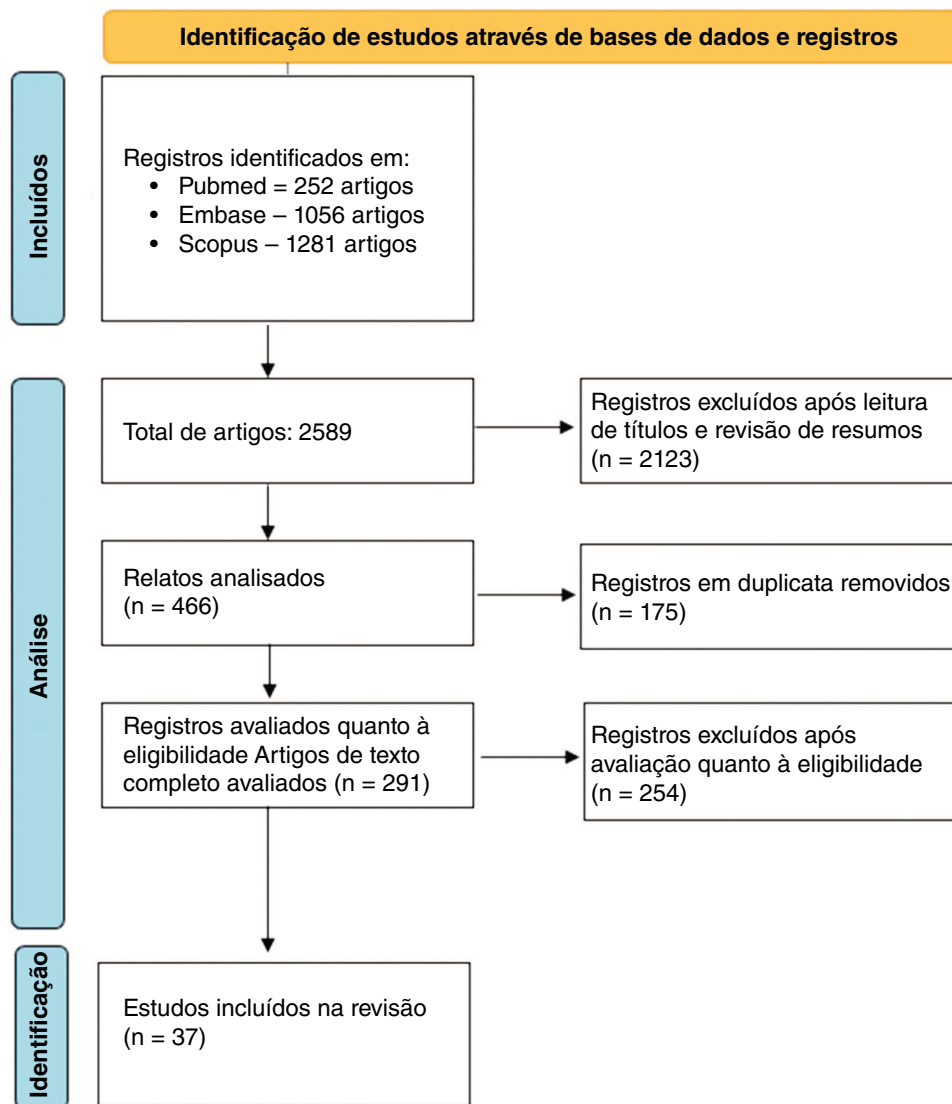 Identificação de estudos através de bases de dados e registros
Incluídos
Registros identificados em:
• Pubmed = 252 artigos
• Embase – 1056 artigos
• Scopus – 1281 artigos
Análise
Total de artigos: 2589
Registros excluídos após leitura
de títulos e revisão de resumos
(n = 2123)
Relatos analisados
(n = 466)
Registros em duplicata removidos
(n = 175)
Registros avaliados quanto à
eligibilidade Artigos de texto
completo avaliados (n = 291)
Registros excluídos após
avaliação quanto à eligibilidade
(n = 254)
Identificação
Estudos incluídos na revisão
(n = 37)